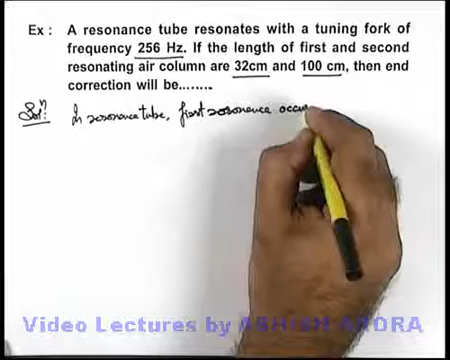 Ex : A resonance tube resonates with a tuning fork of
frequency 256 Hz. If the length of first and second
resonating air column are 32cm and 100 cm, then end
correction will be........
Solⁿ: In resonance tube, first resonance occu
Video Lectures by ASHISH ARORA